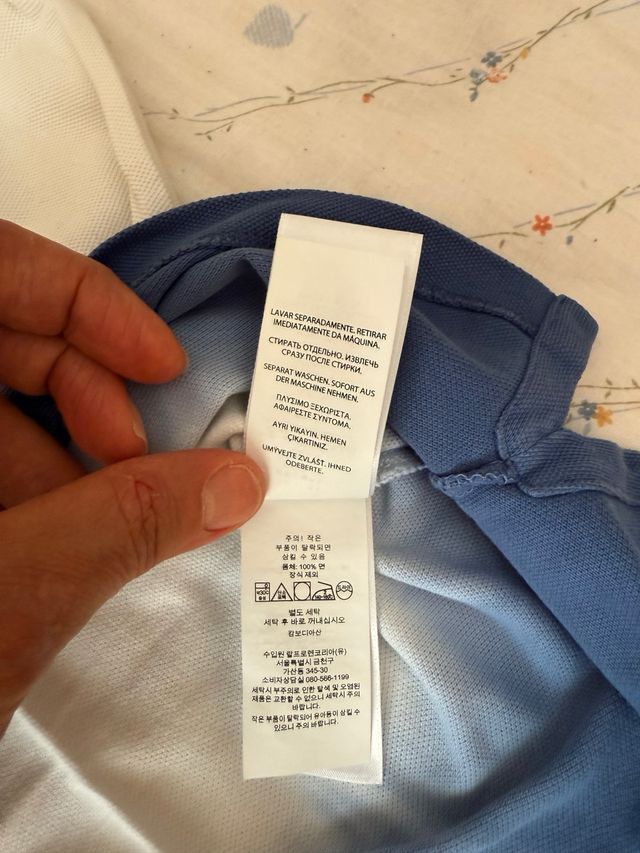 LAVAR SEPARADAMENTE. RETIRAR
IMEDIATAMENTE DA MÁQUINA.
СТИРАТЬ ОТДЕЛЬНО. ИЗВЛЕЧЬ
СРАЗУ ПОСЛЕ СТИРКИ.
SEPARAT WASCHEN. SOFORT AUS
DER MASCHINE NEHMEN.
ΠΛΥΣΙΜΟ ΞΕΧΩΡΙΣΤΑ.
ΑΦΑΙΡΕΣΤΕ ΣΥΝΤΟΜΑ.
AYRI YIKAYIN. HEMEN
ÇIKARTINIZ.
UMÝVEJTE ZVLÁŠT. IHNED
ODEBERTE.
주의! 작은
부품이 탈락되면
삼킬 수 있음
몸체: 100% 면
장식 제외
별도 세탁
세탁 후 바로 꺼내십시오
캄보디아산
수입원 랄프로렌코리아(유)
서울특별시 금천구
가산동 345-30
소비자상담실 080-566-1199
세탁시 부주의로 인한 탈색 및 오염된
제품은 교환할 수 없으니 세탁시 주의
바랍니다.
작은 부품이 탈락되어 유아등이 삼킬 수
있으니 주의 바랍니다.